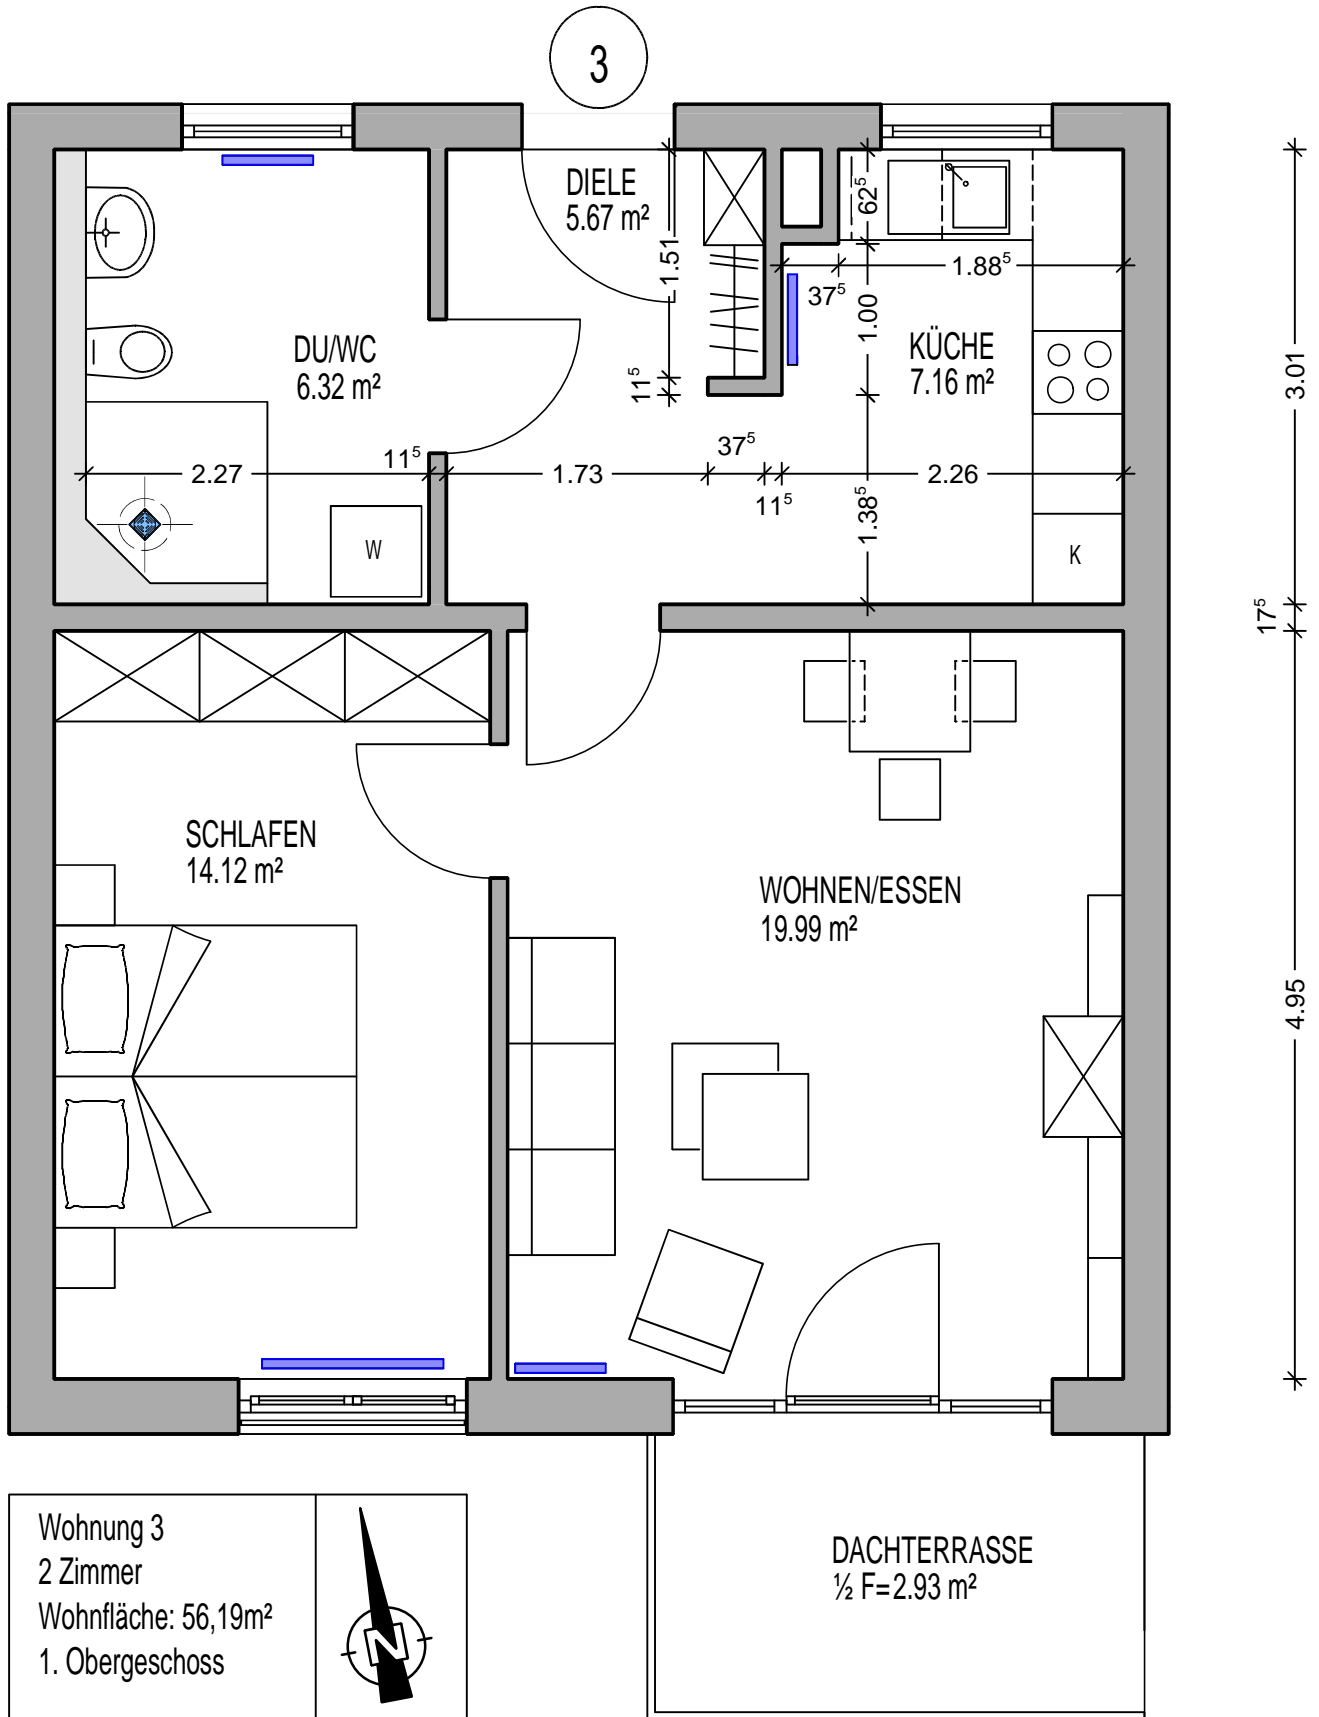 3
DIELE
5.67 m²
62⁵
1.51
1.88⁵
37⁵
1.00
DU/WC
6.32 m²
KÜCHE
7.16 m²
3.01
11⁵
2.27
11⁵
1.73
37⁵
11⁵
2.26
1.38⁵
W
K
17⁵
SCHLAFEN
14.12 m²
WOHNEN/ESSEN
19.99 m²
4.95
Wohnung 3
2 Zimmer
Wohnfläche: 56,19m²
1. Obergeschoss
N
DACHTERRASSE
½ F=2.93 m²